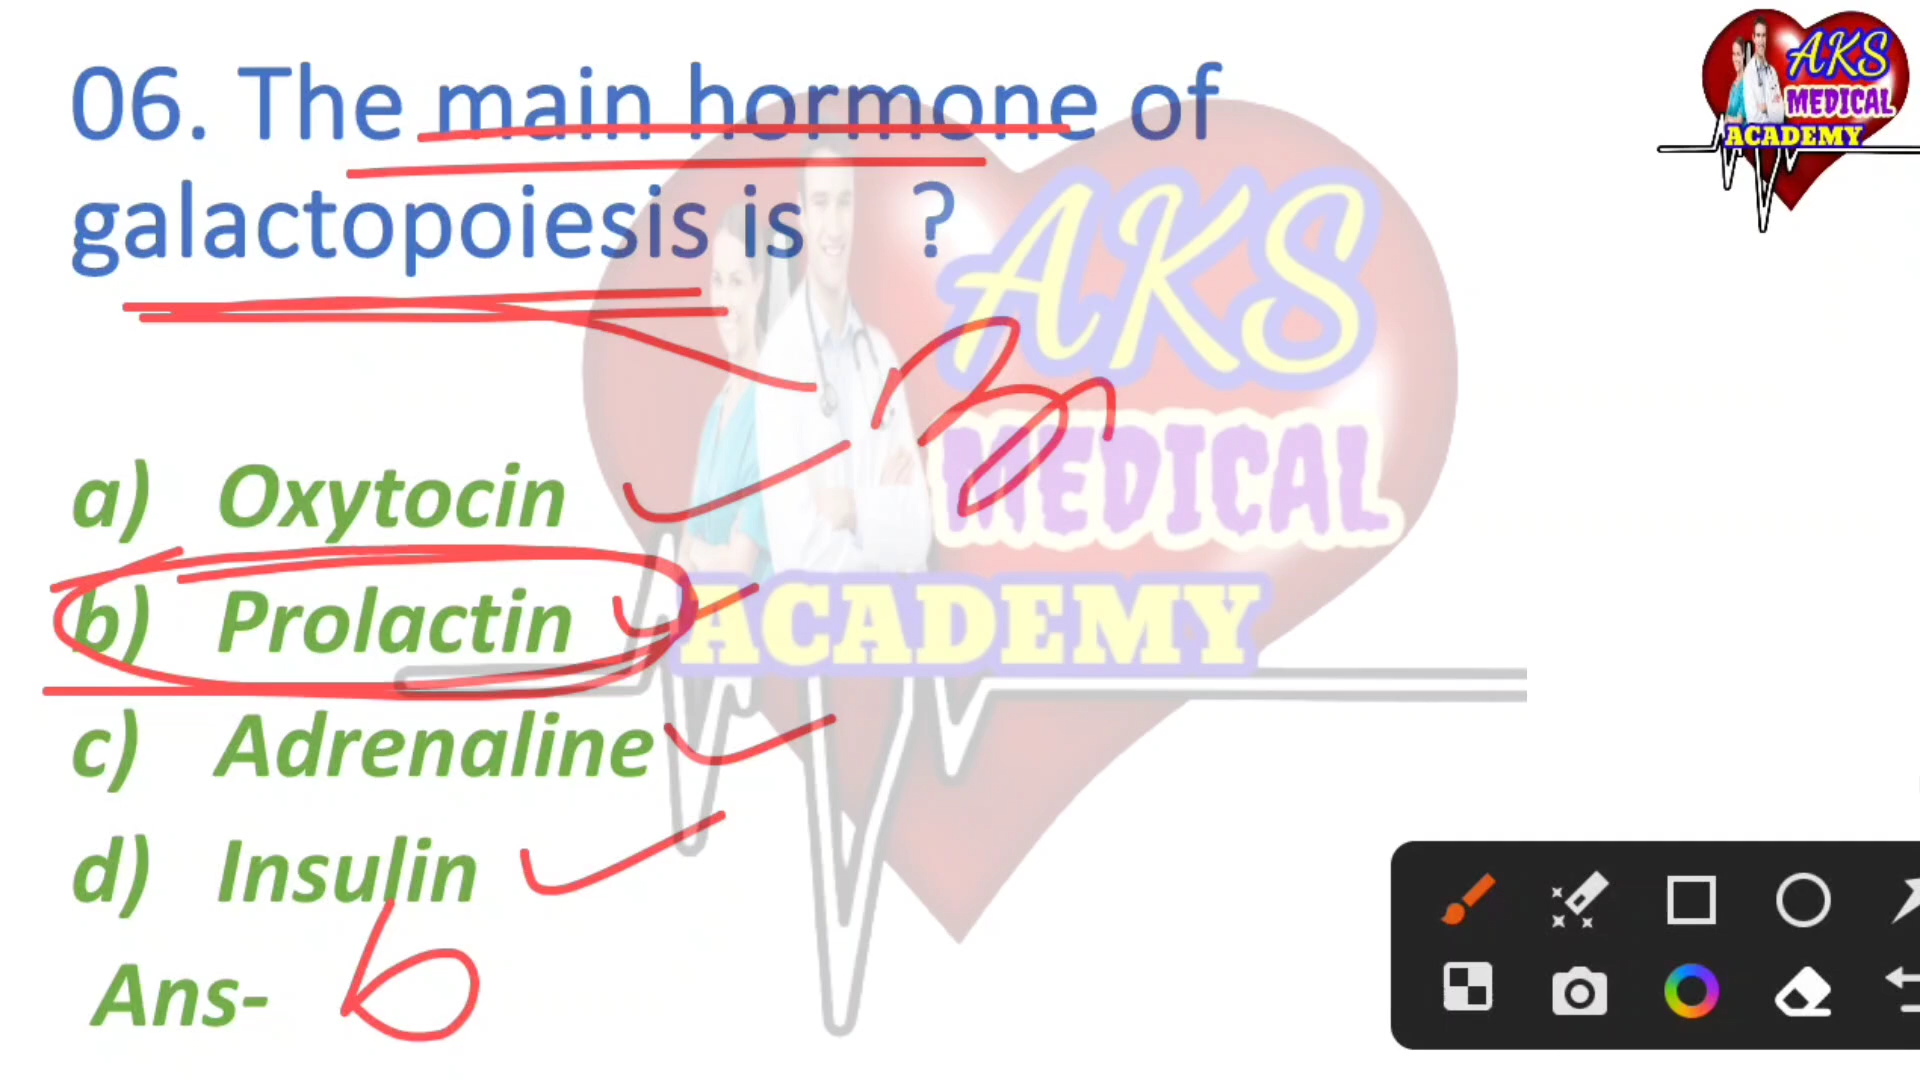 AKS
MEDICAL
ACADEMY
06. The main hormone of
galactopoiesis is ?
AKS
MEDICAL
ACADEMY
a) Oxytocin
b) Prolactin
c) Adrenaline
d) Insulin
Ans- b